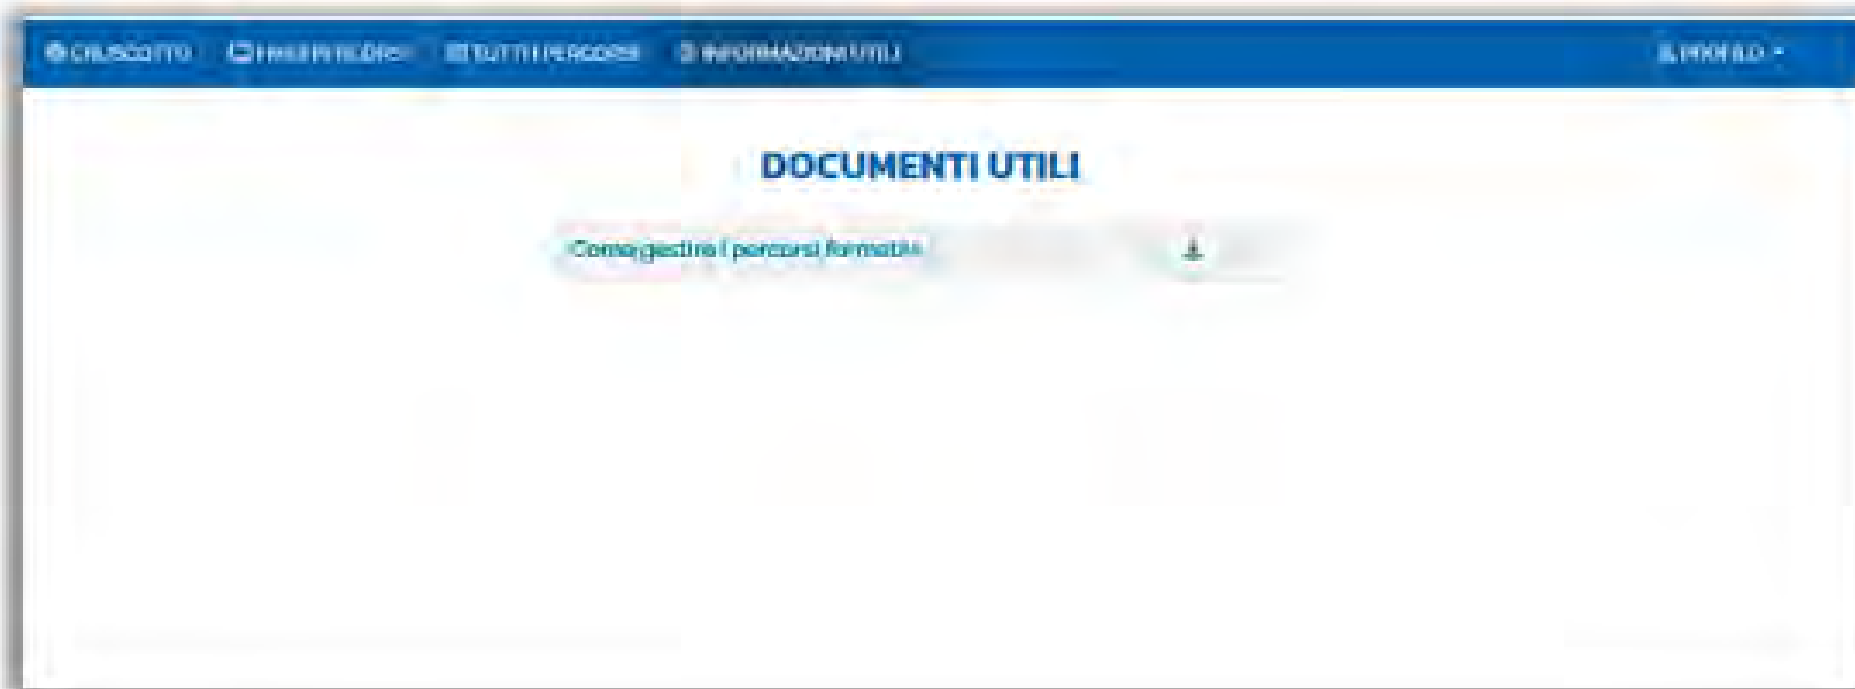 CRUSCOTTO TUTTI I PERCORSI INFORMAZIONI UTILI PROFILO
DOCUMENTI UTILI
Come gestire i percorsi formativi